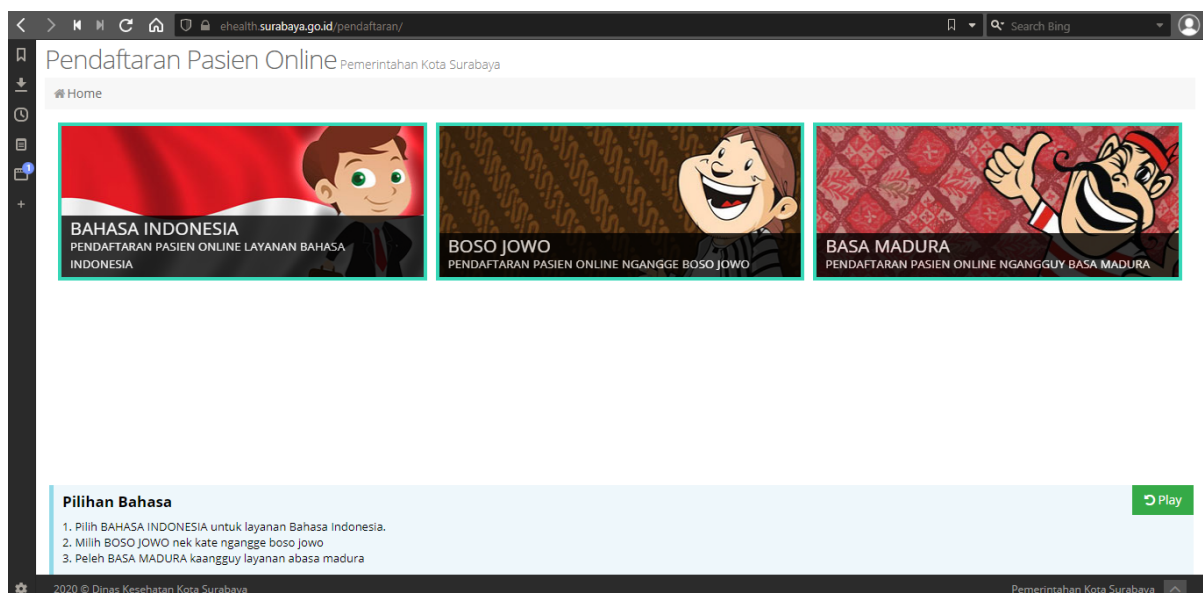 ehealth.surabaya.go.id/pendaftaran/
Search Bing
Pendaftaran Pasien Online Pemerintahan Kota Surabaya
Home
1
BAHASA INDONESIA
PENDAFTARAN PASIEN ONLINE LAYANAN BAHASA
INDONESIA
BOSO JOWO
PENDAFTARAN PASIEN ONLINE NGANGGE BOSO JOWO
BASA MADURA
PENDAFTARAN PASIEN ONLINE NGANGGUY BASA MADURA
Pilihan Bahasa
Play
1. Pilih BAHASA INDONESIA untuk layanan Bahasa Indonesia.
2. Milih BOSO JOWO nek kate ngangge boso jowo
3. Peleh BASA MADURA kaangguy layanan abasa madura
2020 © Dinas Kesehatan Kota Surabaya
Pemerintahan Kota Surabaya